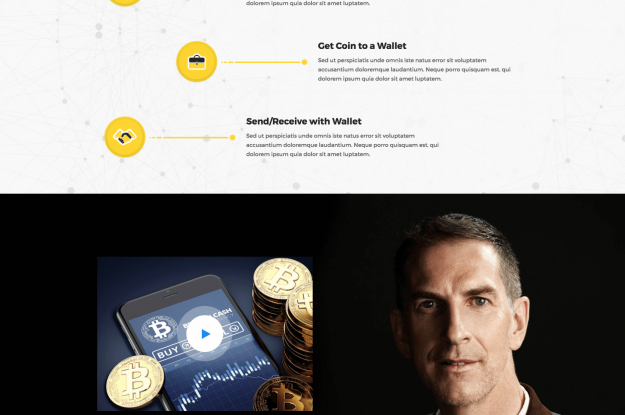 dolorem ipsum quia dolor sit amet luptatem.
Get Coin to a Wallet
Sed ut perspiciatis unde omnis iste natus error sit voluptatem
accusantium doloremque laudantium. Neque porro quisquam est, qui
dolorem ipsum quia dolor sit amet luptatem.
Send/Receive with Wallet
Sed ut perspiciatis unde omnis iste natus error sit voluptatem
accusantium doloremque laudantium. Neque porro quisquam est, qui
dolorem ipsum quia dolor sit amet luptatem.
CASH
BUY